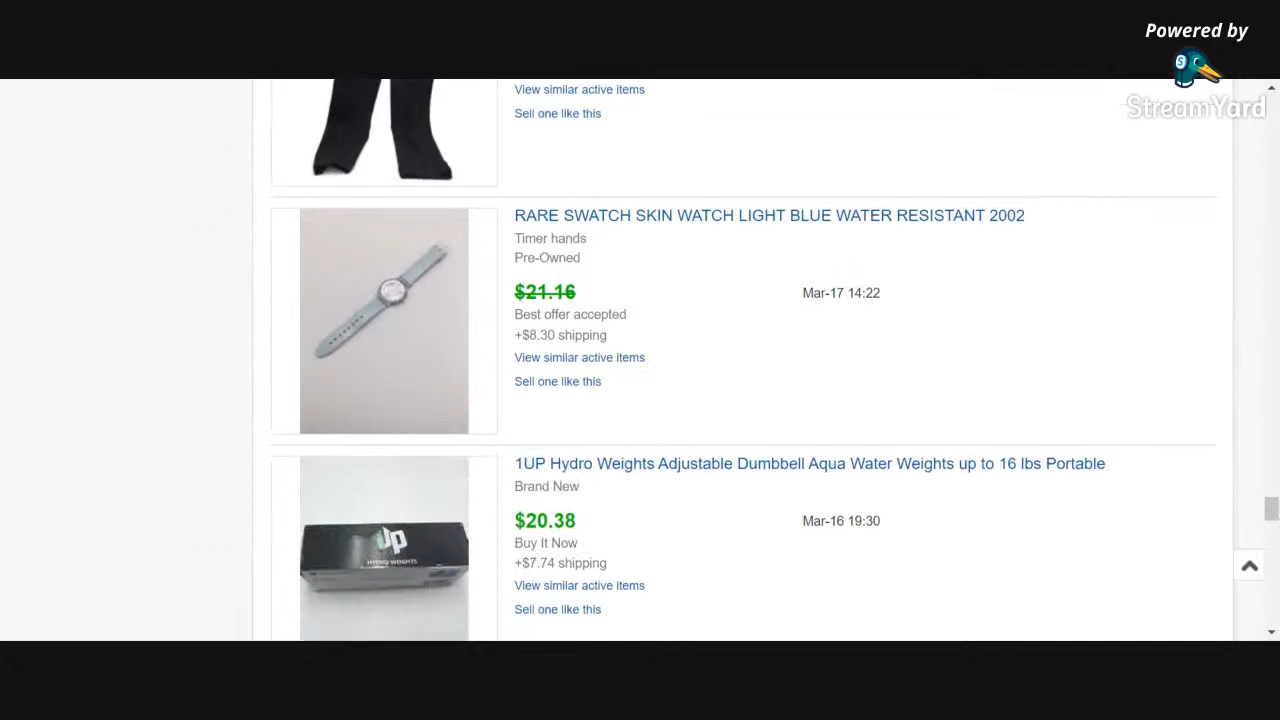 Powered by
StreamYard
View similar active items
Sell one like this
RARE SWATCH SKIN WATCH LIGHT BLUE WATER RESISTANT 2002
Timer hands
Pre-Owned
$21.16
Mar-17 14:22
Best offer accepted
+$8.30 shipping
View similar active items
Sell one like this
1UP Hydro Weights Adjustable Dumbbell Aqua Water Weights up to 16 lbs Portable
Brand New
$20.38
Mar-16 19:30
Buy It Now
+$7.74 shipping
View similar active items
Sell one like this
Up
HYDRO WEIGHTS